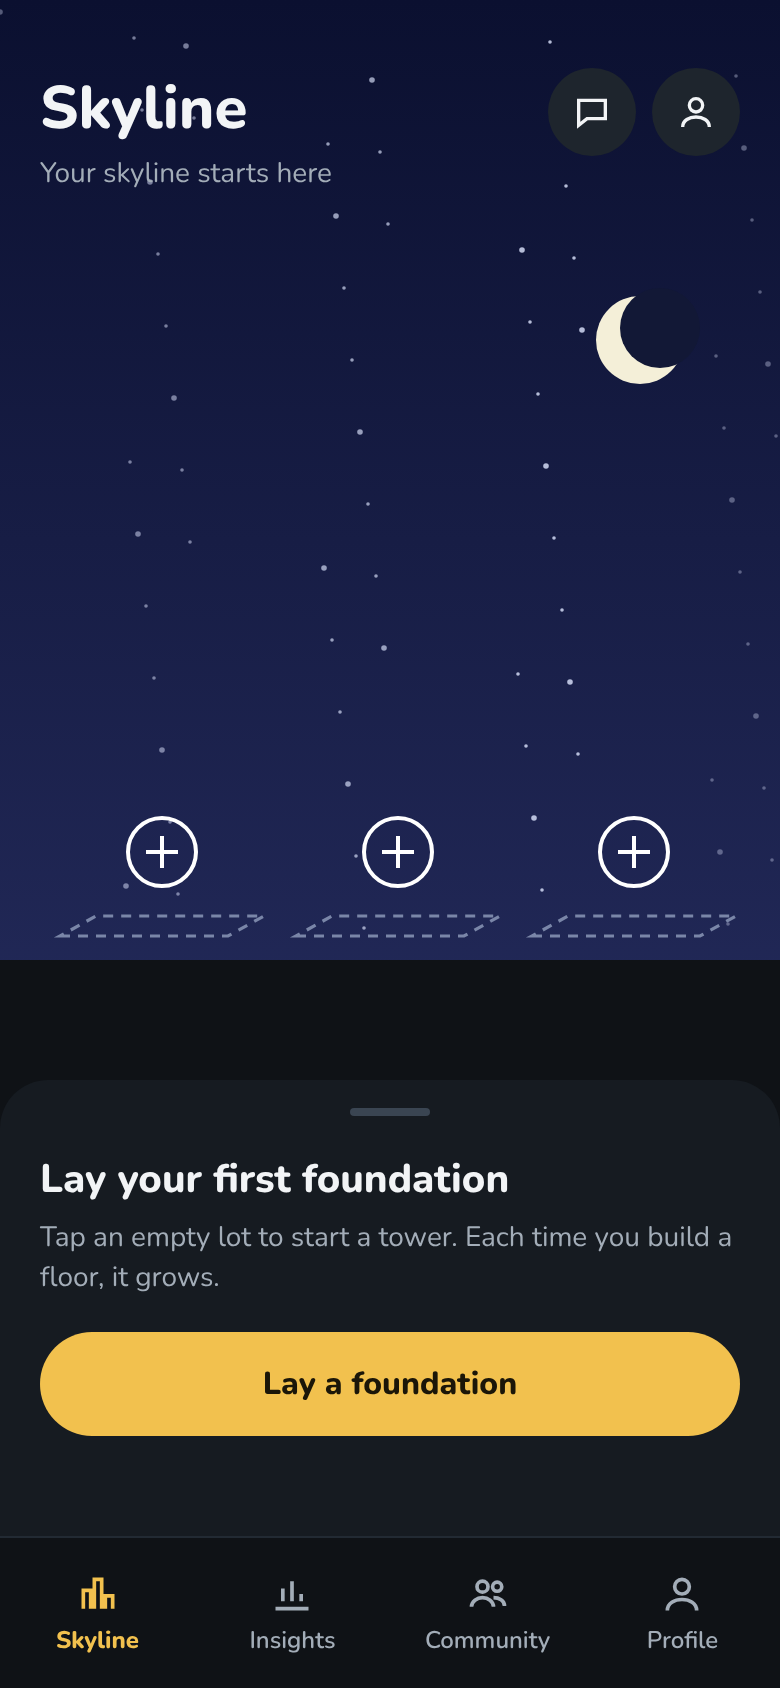 Skyline
Your skyline starts here
Lay your first foundation
Tap an empty lot to start a tower. Each time you build a
floor, it grows.
Lay a foundation
Skyline
Insights
Community
Profile